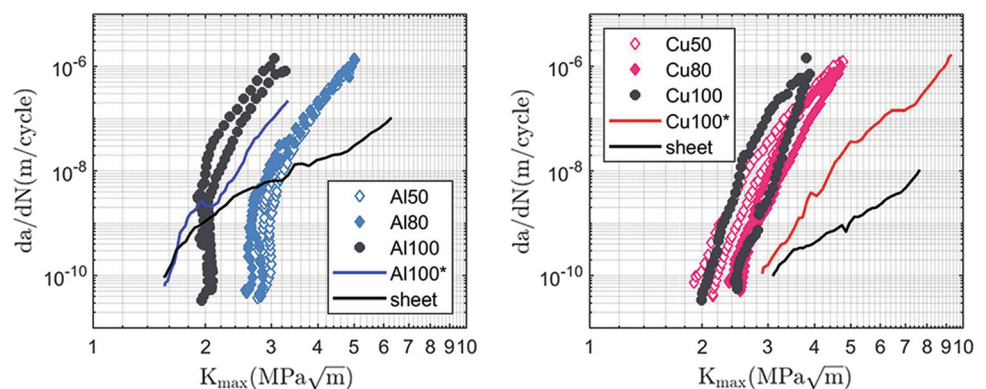 10⁻⁶
10⁻⁸
10⁻¹⁰
da/dN(m/cycle)
Al50
Al80
Al100
Al100*
sheet
1 2 3 4 5 6 7 8 9 10
Kmax(MPa√m)
10⁻⁶
10⁻⁸
10⁻¹⁰
da/dN(m/cycle)
Cu50
Cu80
Cu100
Cu100*
sheet
1 2 3 4 5 6 7 8 9 10
Kmax(MPa√m)